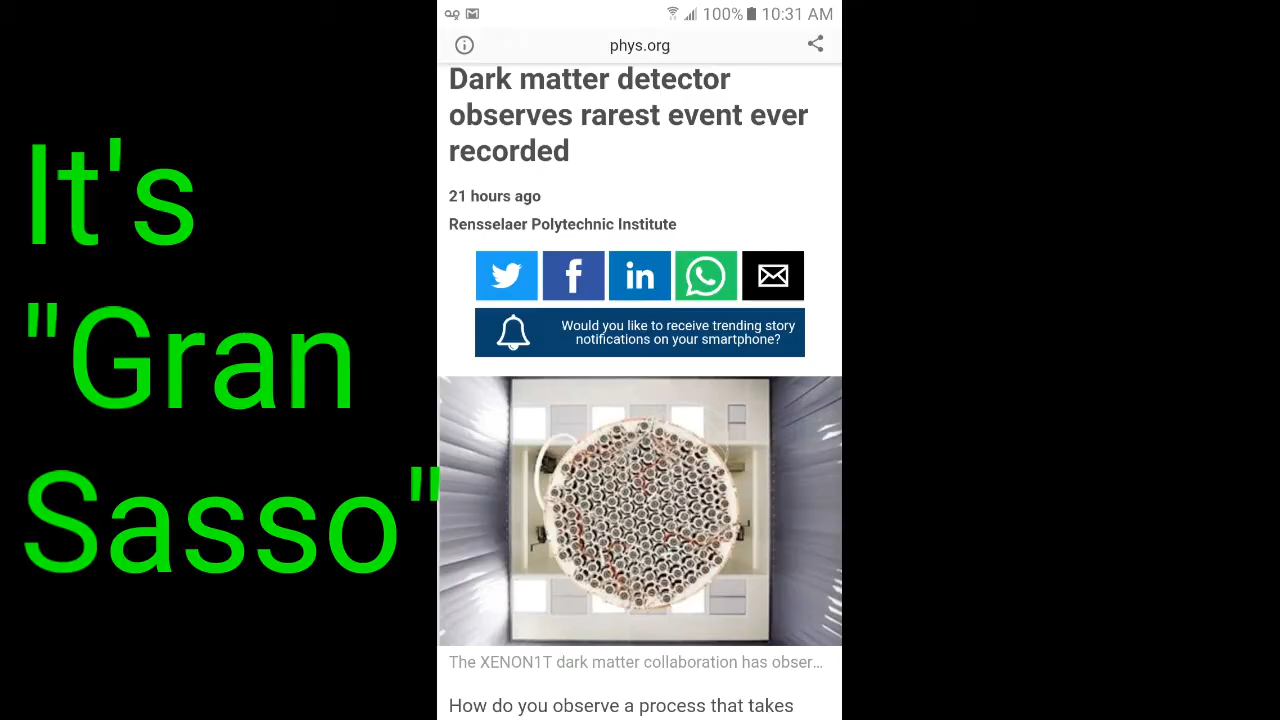 100% 10:31 AM
phys.org
Dark matter detector
observes rarest event ever
recorded
21 hours ago
Rensselaer Polytechnic Institute
f in
Would you like to receive trending story
notifications on your smartphone?
The XENON1T dark matter collaboration has obser...
How do you observe a process that takes
It's
"Gran
Sasso"